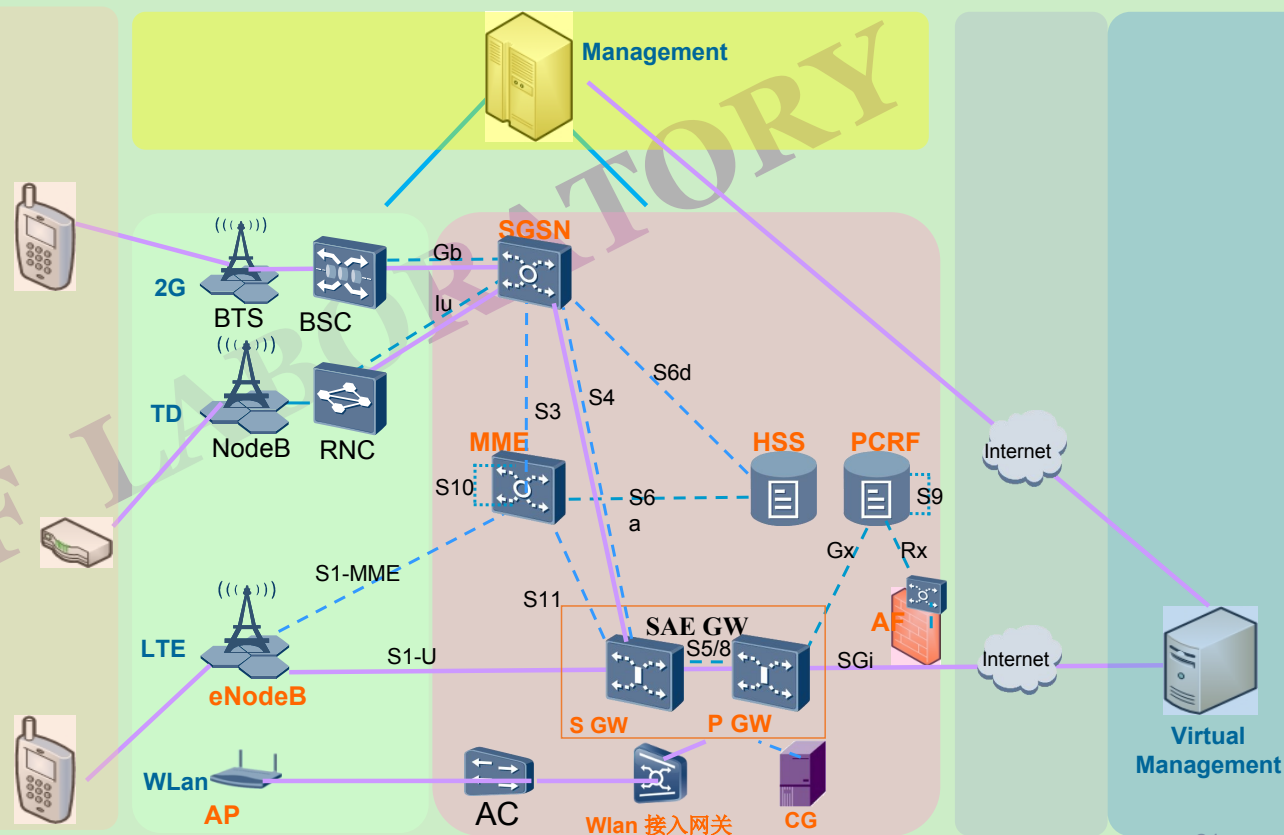 Management
SGSN
Gb
2G
BTS
BSC
Iu
S6d
S4
TD
S3
NodeB
RNC
MME
HSS
PCRF
Internet
S10
S6
a
S9
Gx
Rx
S1-MME
S11
AF
SAE GW
LTE
S1-U
S5/8
SGi
Internet
eNodeB
S GW
P GW
Virtual
Management
WLan
AP
AC
Wlan 接入网关
CG
F LABORATORY